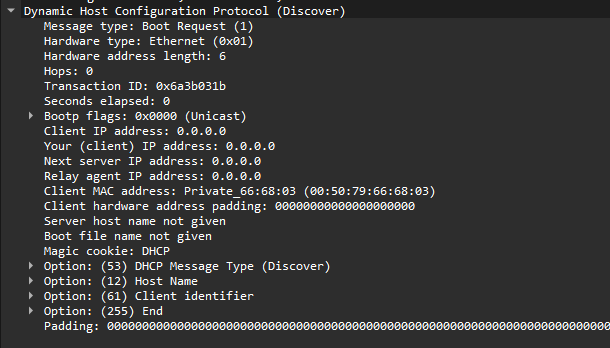 Dynamic Host Configuration Protocol (Discover)
Message type: Boot Request (1)
Hardware type: Ethernet (0x01)
Hardware address length: 6
Hops: 0
Transaction ID: 0x6a3b031b
Seconds elapsed: 0
Bootp flags: 0x0000 (Unicast)
Client IP address: 0.0.0.0
Your (client) IP address: 0.0.0.0
Next server IP address: 0.0.0.0
Relay agent IP address: 0.0.0.0
Client MAC address: Private_66:68:03 (00:50:79:66:68:03)
Client hardware address padding: 00000000000000000000
Server host name not given
Boot file name not given
Magic cookie: DHCP
Option: (53) DHCP Message Type (Discover)
Option: (12) Host Name
Option: (61) Client identifier
Option: (255) End
Padding: 000000000000000000000000000000000000000000000000000000000000000000000000